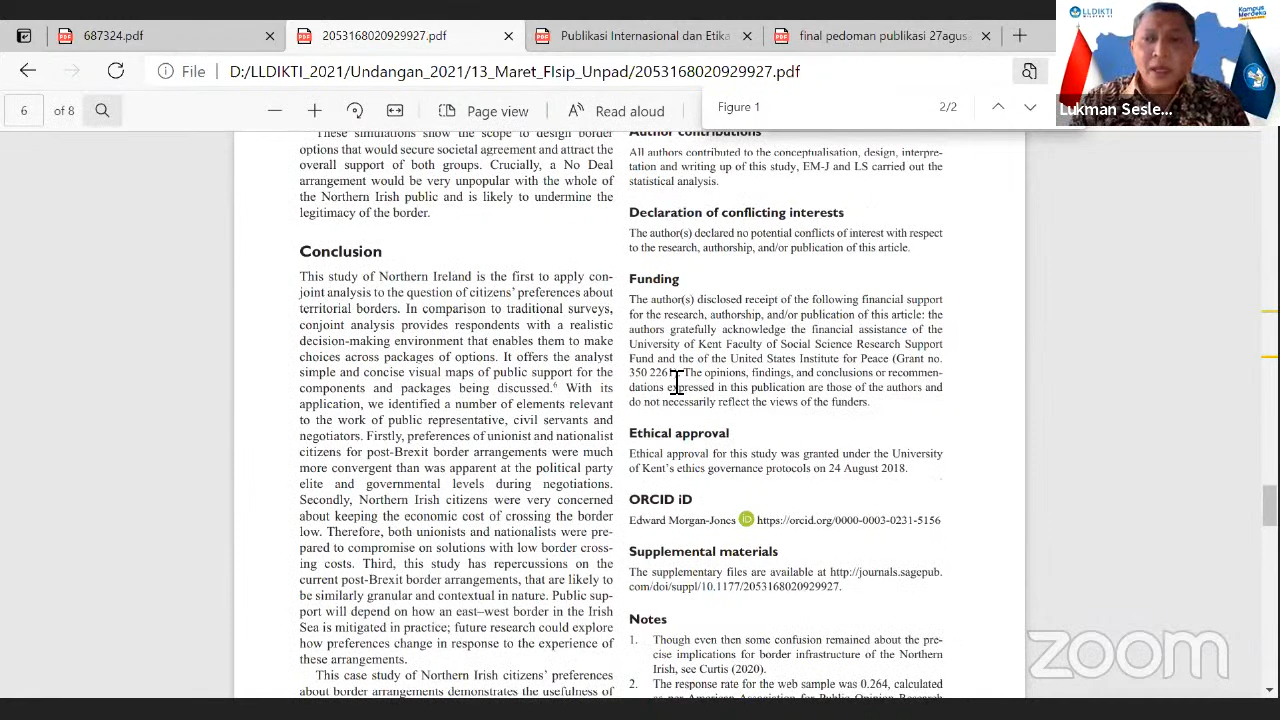 687324.pdf
2053168020929927.pdf
Publikasi Internasional dan Etika
final pedoman publikasi 27agus
File
D:/LLDIKTI_2021/Undangan_2021/13_Maret_FIsip_Unpad/2053168020929927.pdf
6 of 8
Page view
Read aloud
Figure 1
2/2
LLDIKTI
Kampus
Merdeka
Lukman Sesle...
These simulations show the scope to design border
options that would secure societal agreement and attract the
overall support of both groups. Crucially, a No Deal
arrangement would be very unpopular with the whole of
the Northern Irish public and is likely to undermine the
legitimacy of the border.
Conclusion
This study of Northern Ireland is the first to apply con-
joint analysis to the question of citizens' preferences about
territorial borders. In comparison to traditional surveys,
conjoint analysis provides respondents with a realistic
decision-making environment that enables them to make
choices across packages of options. It offers the analyst
simple and concise visual maps of public support for the
components and packages being discussed.6 With its
application, we identified a number of elements relevant
to the work of public representative, civil servants and
negotiators. Firstly, preferences of unionist and nationalist
citizens for post-Brexit border arrangements were much
more convergent than was apparent at the political party
elite and governmental levels during negotiations.
Secondly, Northern Irish citizens were very concerned
about keeping the economic cost of crossing the border
low. Therefore, both unionists and nationalists were pre-
pared to compromise on solutions with low border cross-
ing costs. Third, this study has repercussions on the
current post-Brexit border arrangements, that are likely to
be similarly granular and contextual in nature. Public sup-
port will depend on how an east–west border in the Irish
Sea is mitigated in practice; future research could explore
how preferences change in response to the experience of
these arrangements.
This case study of Northern Irish citizens' preferences
about border arrangements demonstrates the usefulness of
Author contributions
All authors contributed to the conceptualisation, design, interpre-
tation and writing up of this study, EM-J and LS carried out the
statistical analysis.
Declaration of conflicting interests
The author(s) declared no potential conflicts of interest with respect
to the research, authorship, and/or publication of this article.
Funding
The author(s) disclosed receipt of the following financial support
for the research, authorship, and/or publication of this article: the
authors gratefully acknowledge the financial assistance of the
University of Kent Faculty of Social Science Research Support
Fund and the of the United States Institute for Peace (Grant no.
350 226 The opinions, findings, and conclusions or recommen-
dations expressed in this publication are those of the authors and
do not necessarily reflect the views of the funders.
Ethical approval
Ethical approval for this study was granted under the University
of Kent's ethics governance protocols on 24 August 2018.
ORCID iD
Edward Morgan-Jones iD https://orcid.org/0000-0003-0231-5156
Supplemental materials
The supplementary files are available at http://journals.sagepub.
com/doi/suppl/10.1177/2053168020929927.
Notes
1. Though even then some confusion remained about the pre-
cise implications for border infrastructure of the Northern
Irish, see Curtis (2020).
2. The response rate for the web sample was 0.264, calculated
as per American Association for Public Opinion Research
zoom